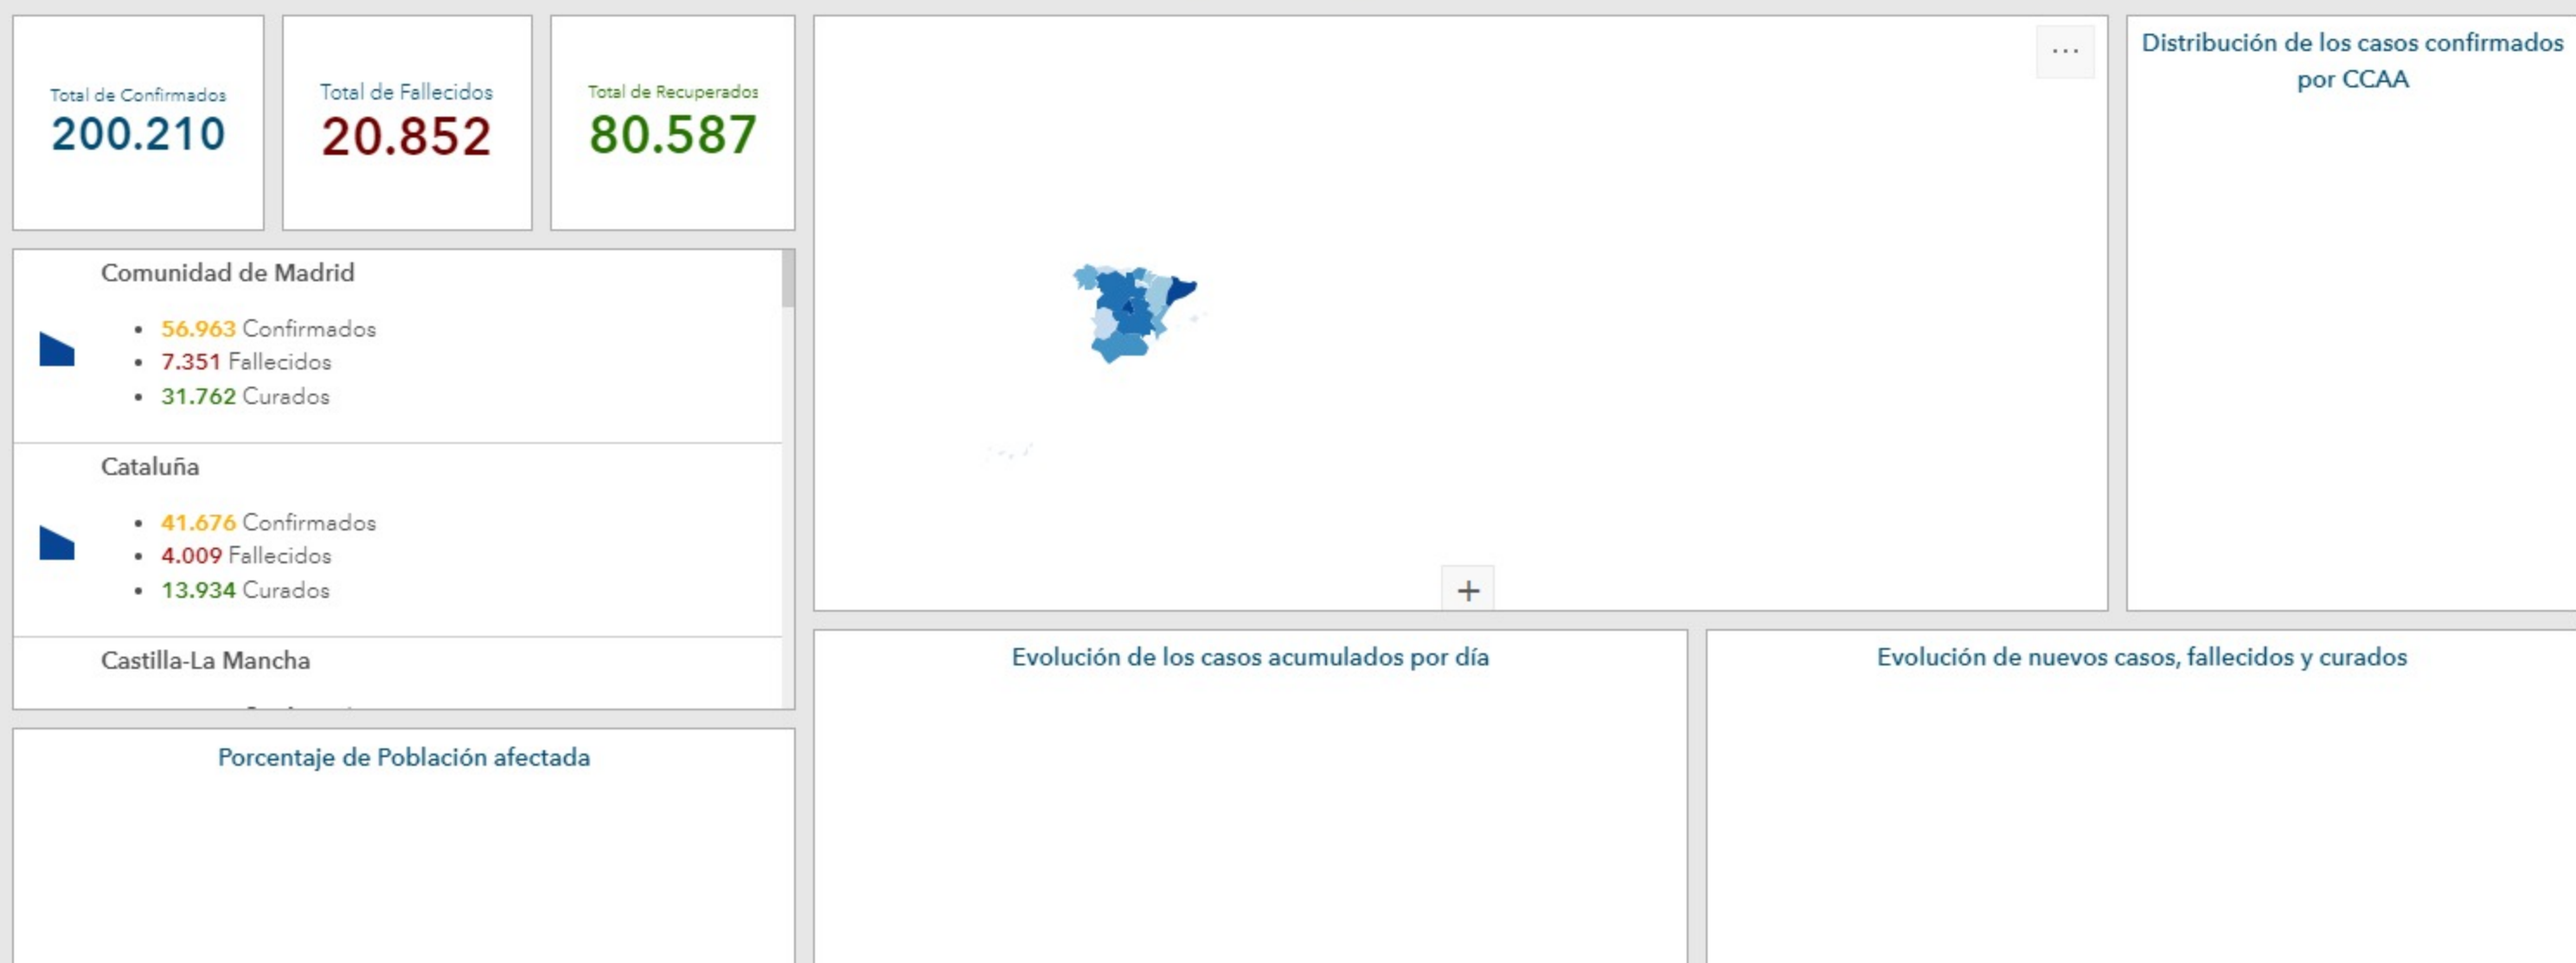 Total de Confirmados
200.210
Total de Fallecidos
20.852
Total de Recuperados
80.587
Comunidad de Madrid
56.963 Confirmados
7.351 Fallecidos
31.762 Curados
Cataluña
41.676 Confirmados
4.009 Fallecidos
13.934 Curados
Castilla-La Mancha
Porcentaje de Población afectada
...
+
Distribución de los casos confirmados
por CCAA
Evolución de los casos acumulados por día
Evolución de nuevos casos, fallecidos y curados